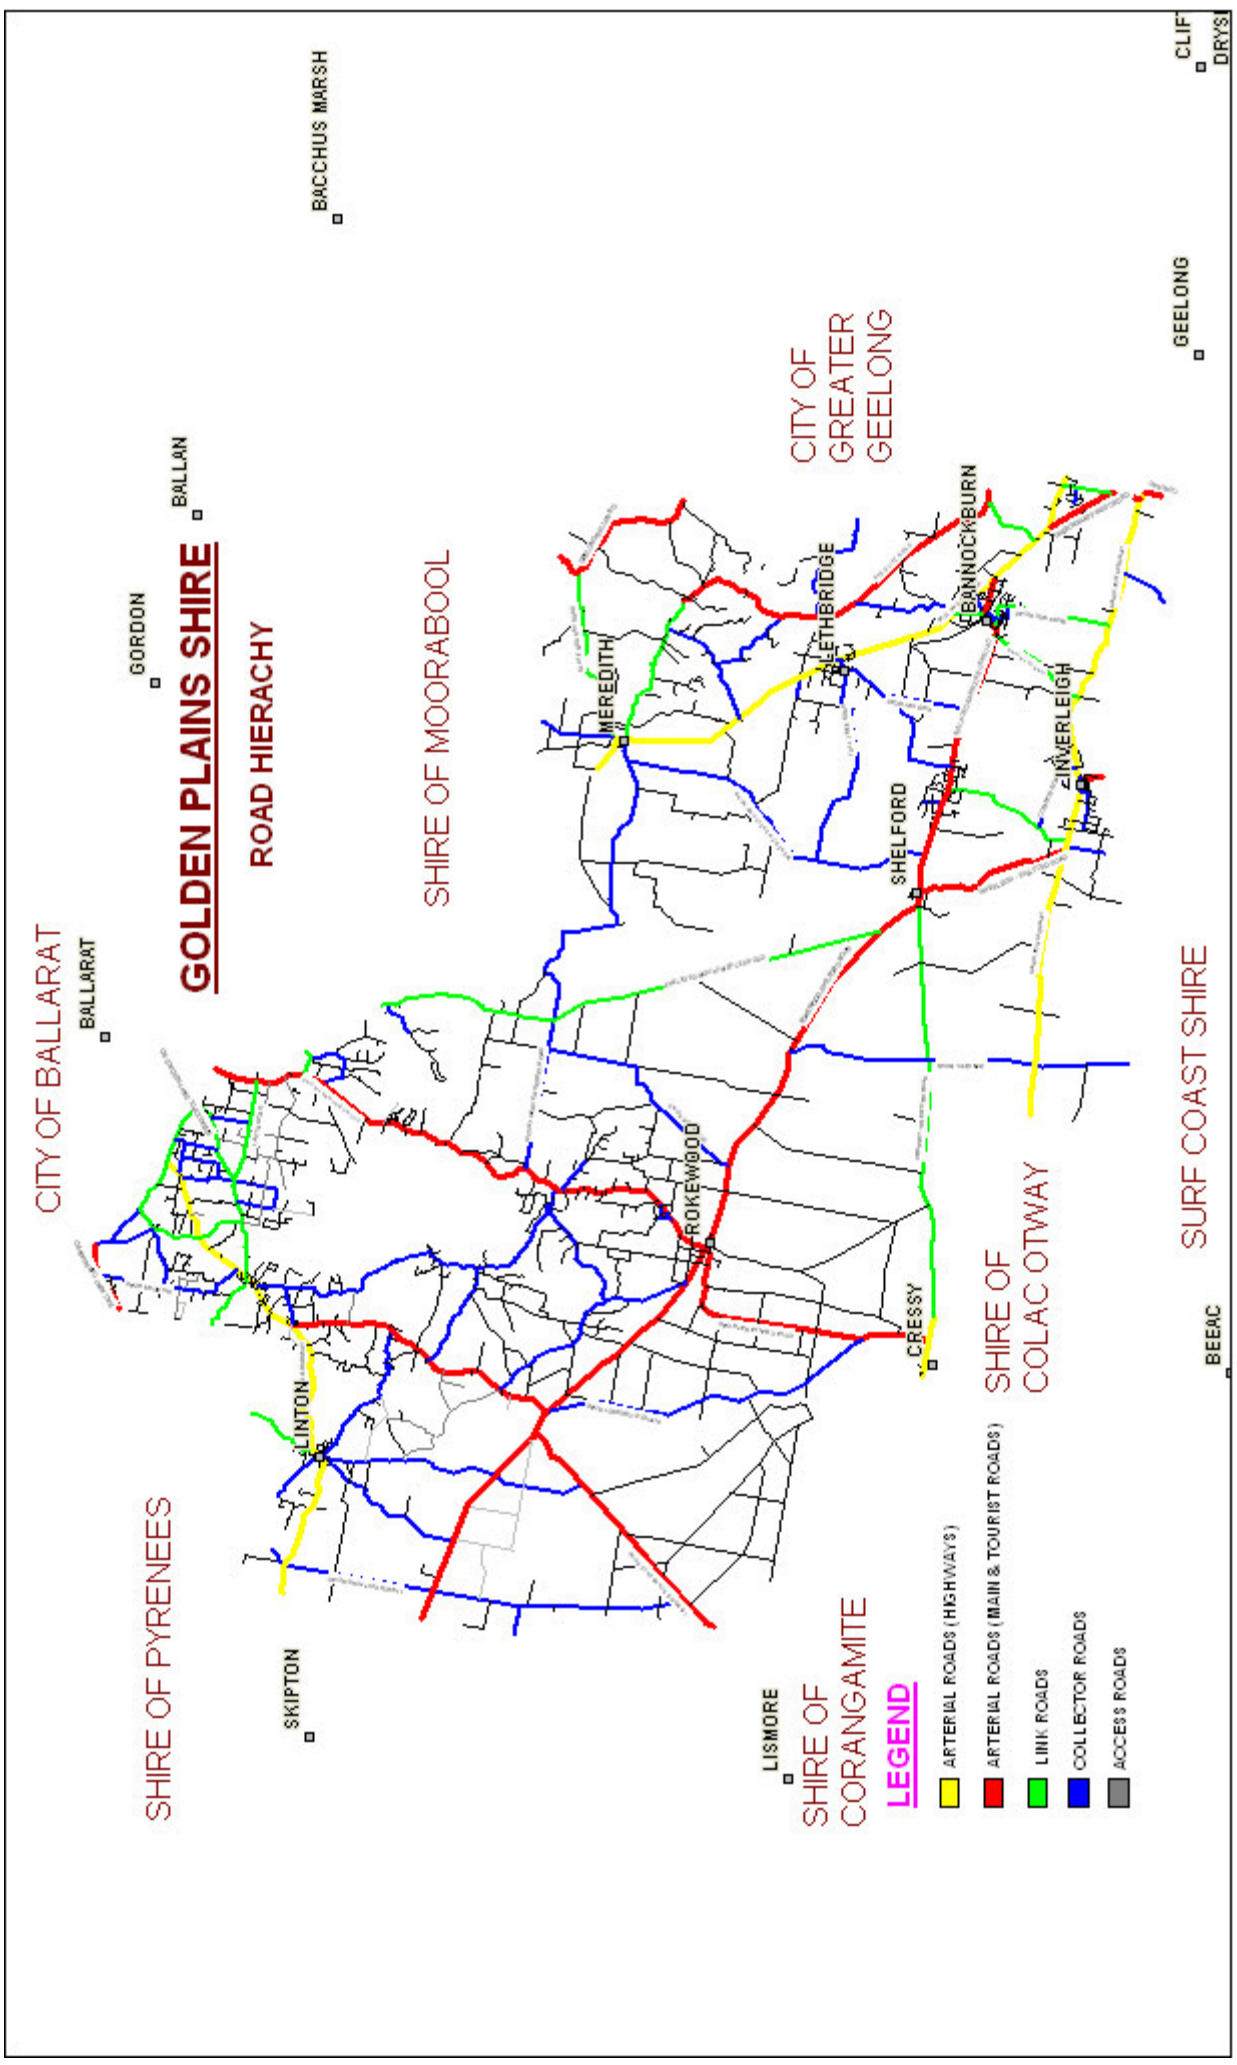 GOLDEN PLAINS SHIRE
ROAD HIERACHY
CITY OF BALLARAT
BALLARAT
GORDON
BALLAN
BACCHUS MARSH
SHIRE OF PYRENEES
SKIPTON
LINTON
SHIRE OF MOORABOOL
MEREDITH
CITY OF
GREATER
GEELONG
LETHBRIDGE
BANNOCKBURN
ROKEWOOD
SHELFORD
INVERLEIGH
CRESSY
LISMORE
SHIRE OF
CORANGAMITE
SHIRE OF
COLAC OTWAY
SURF COAST SHIRE
BEEAC
GEELONG
CLIF
DRYS
LEGEND
ARTERIAL ROADS ( HIGHWAYS )
ARTERIAL ROADS ( MAIN & TOURIST ROADS )
LINK ROADS
COLLECTOR ROADS
ACCESS ROADS